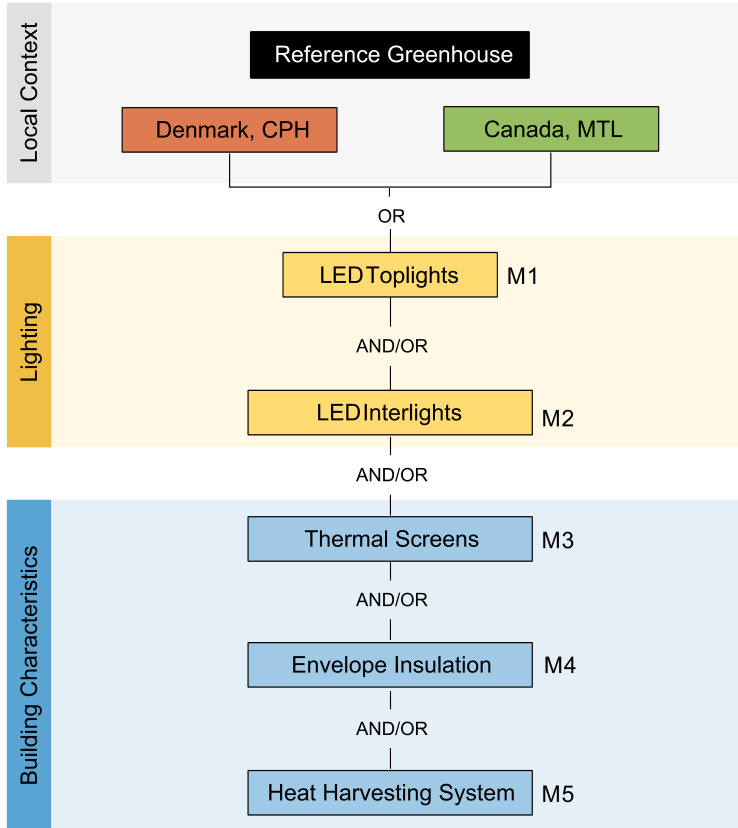 Local Context
Reference Greenhouse
Denmark, CPH
Canada, MTL
OR
Lighting
LED Toplights
M1
AND/OR
LED Interlights
M2
AND/OR
Building Characteristics
Thermal Screens
M3
AND/OR
Envelope Insulation
M4
AND/OR
Heat Harvesting System
M5